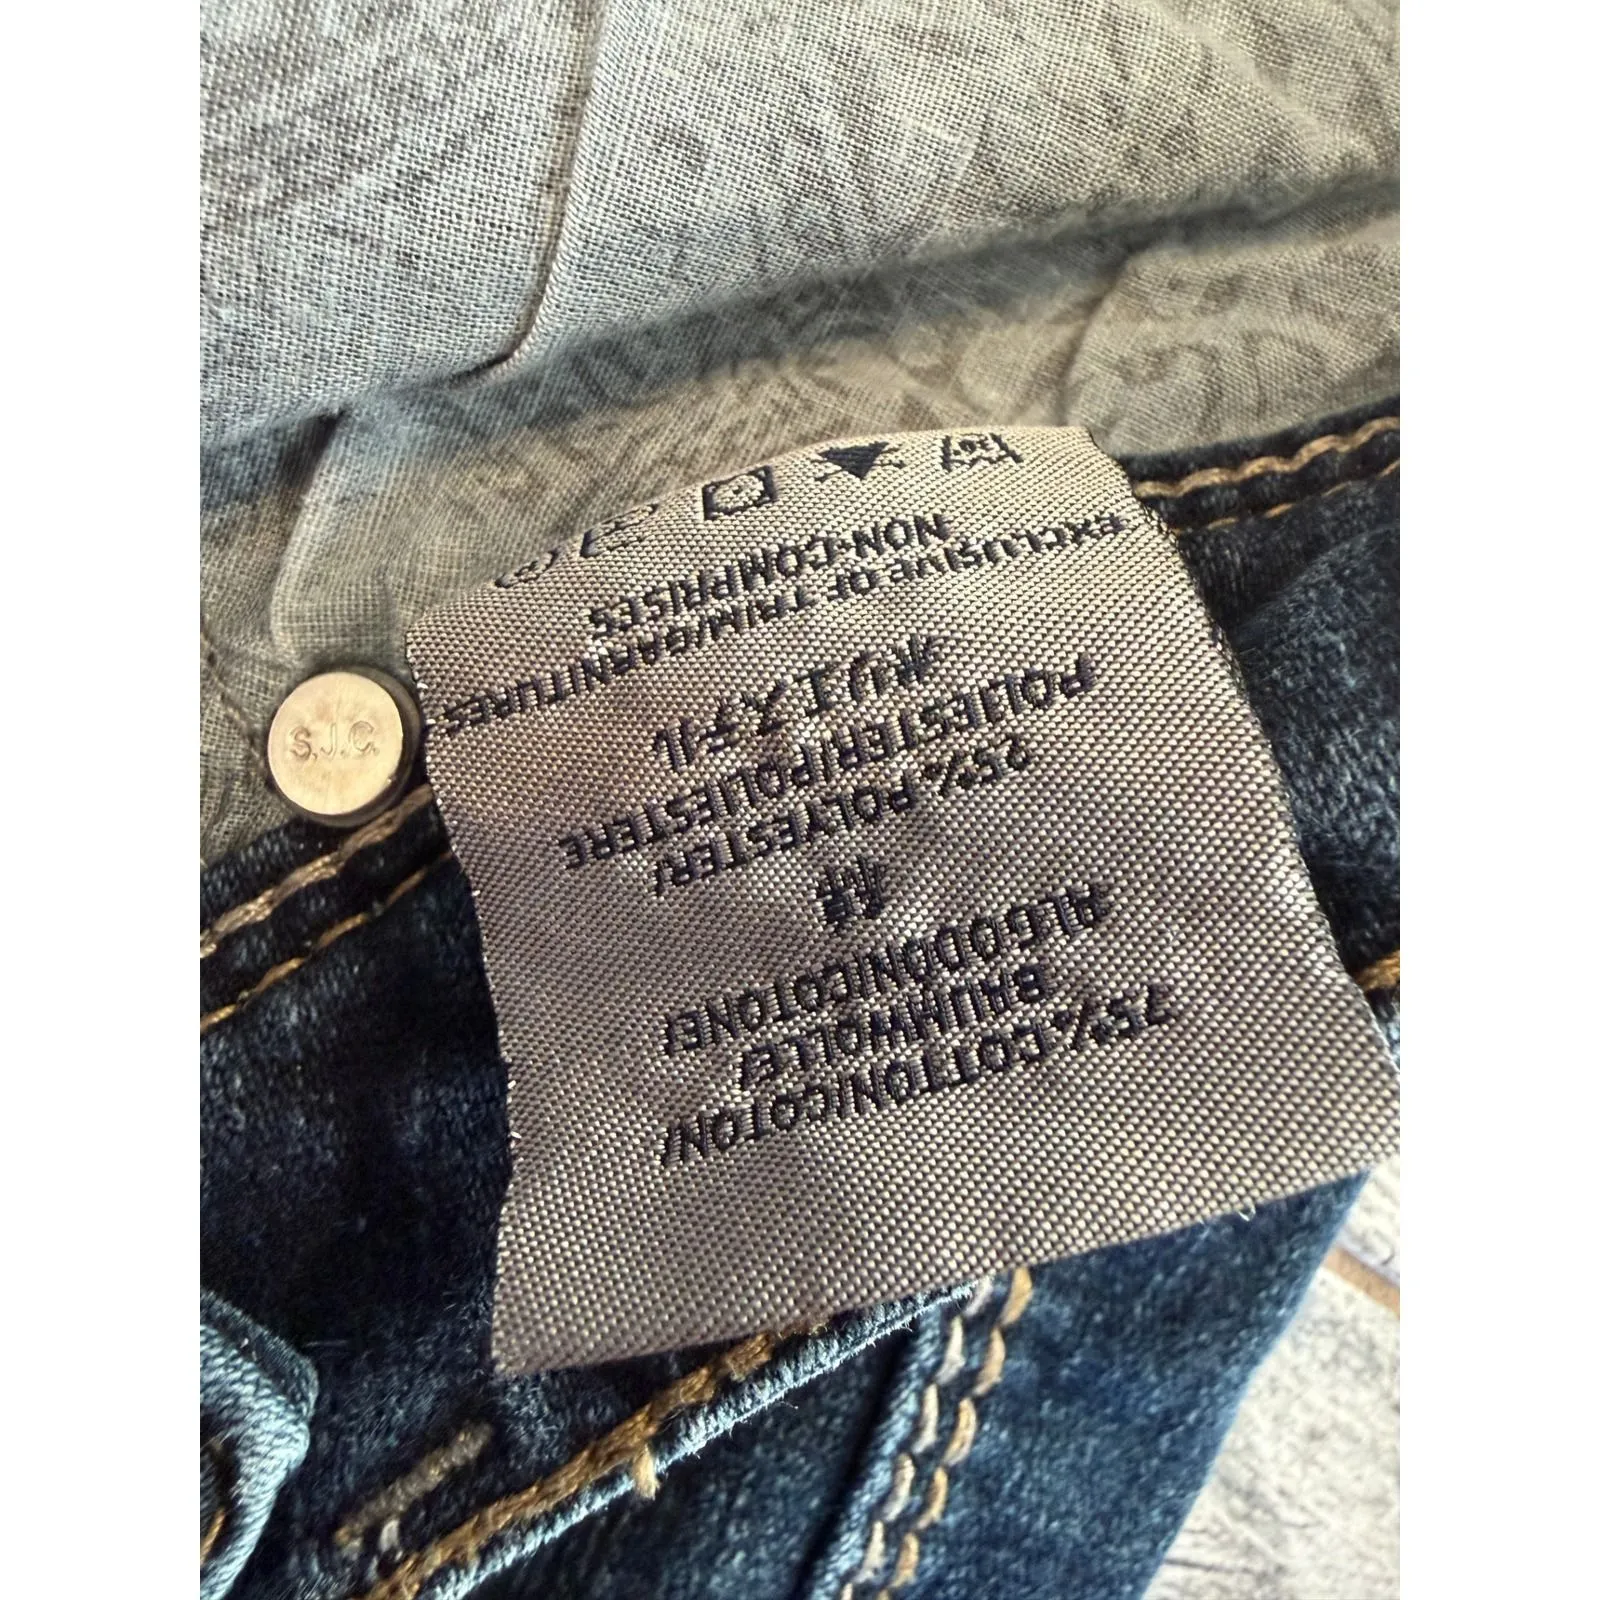 75% COTTON/COTON/
BAUMWOLLE/
ALGODON/COTONE/
綿
25% POLYESTER/
POLIESTER/POLIESTERE
ポリエステル
EXCLUSIVE OF TRIM/GARNITURES
NON-COMPRISES
S.J.C.